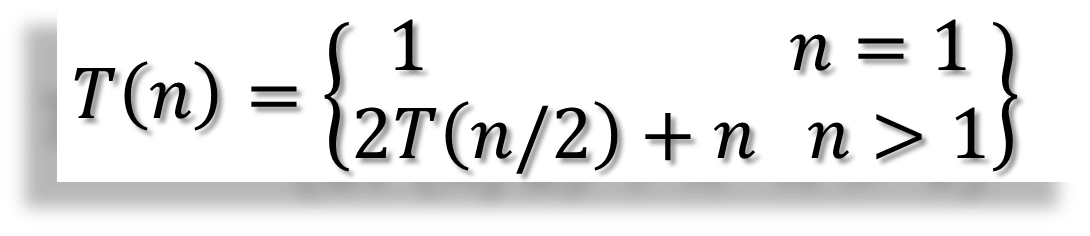 T(n) = { 1 n = 1
2T(n/2) + n n > 1 }